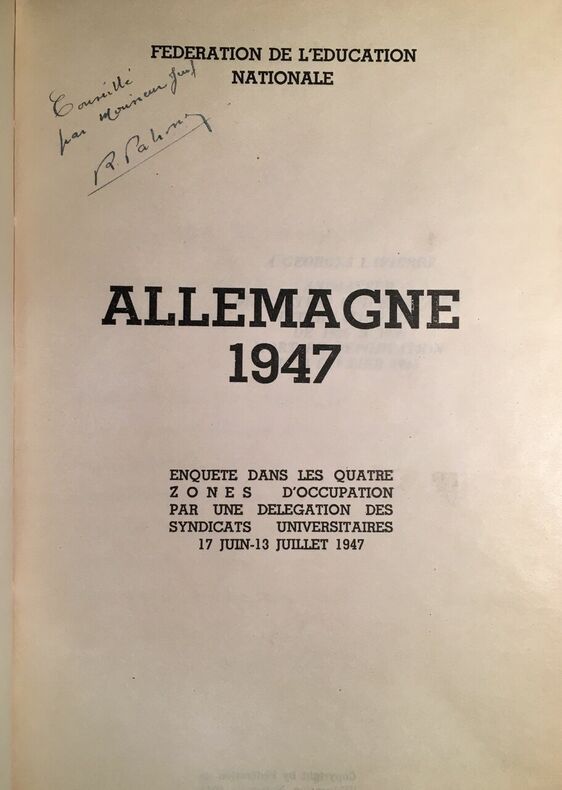 FEDERATION DE L'EDUCATION
NATIONALE
par Monsieur
ALLEMAGNE
1947
ENQUETE DANS LES QUATRE
ZONES D'OCCUPATION
PAR UNE DELEGATION DES
SYNDICATS UNIVERSITAIRES
17 JUIN-13 JUILLET 1947